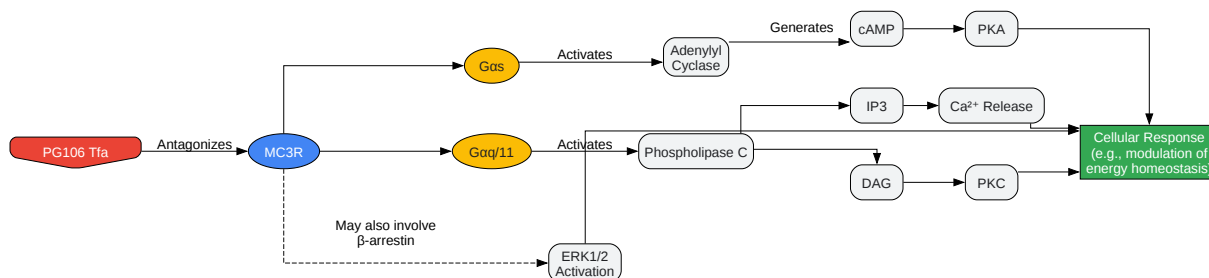 Generates
cAMP
PKA
Activates
Adenylyl
Cyclase
Gαs
IP3
Ca²⁺ Release
PG106 Tfa
Antagonizes
MC3R
Gαq/11
Activates
Phospholipase C
Cellular Response
(e.g., modulation of
energy homeostasis)
DAG
PKC
May also involve
β-arrestin
ERK1/2
Activation